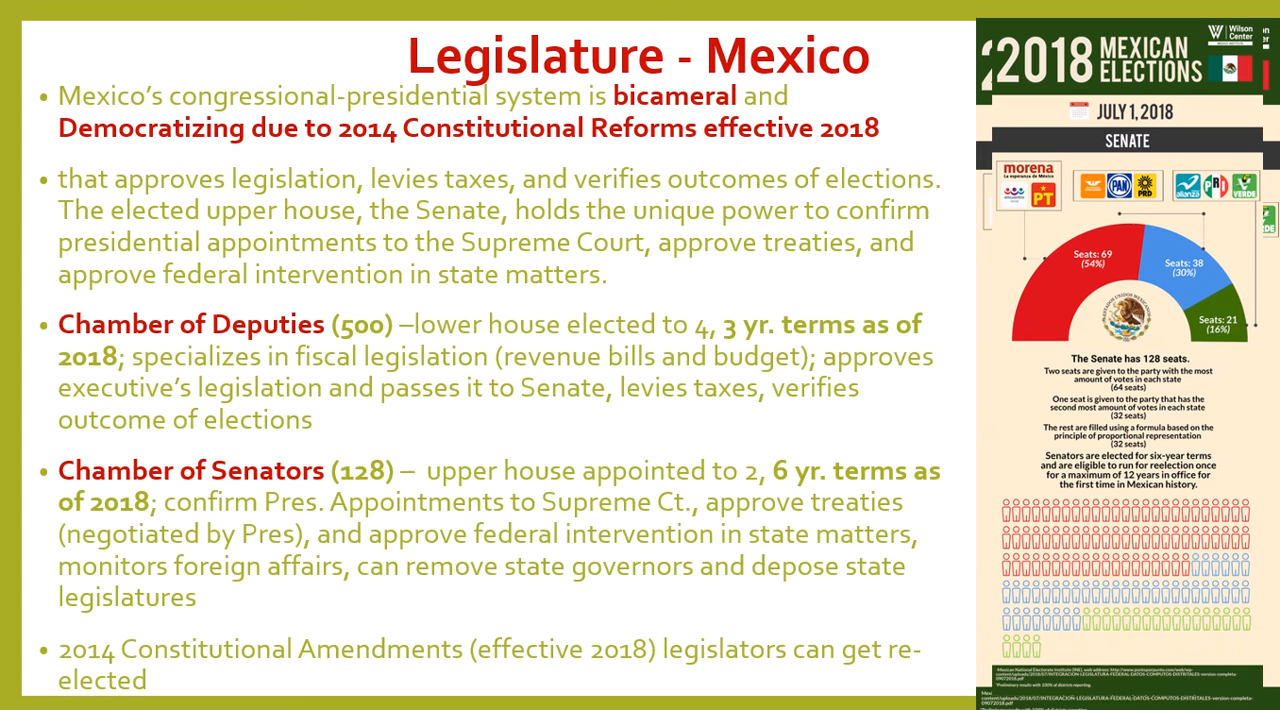 Legislature - Mexico
• Mexico's congressional-presidential system is bicameral and
Democratizing due to 2014 Constitutional Reforms effective 2018
• that approves legislation, levies taxes, and verifies outcomes of elections.
The elected upper house, the Senate, holds the unique power to confirm
presidential appointments to the Supreme Court, approve treaties, and
approve federal intervention in state matters.
• Chamber of Deputies (500) –lower house elected to 4, 3 yr. terms as of
2018; specializes in fiscal legislation (revenue bills and budget); approves
executive's legislation and passes it to Senate, levies taxes, verifies
outcome of elections
• Chamber of Senators (128) – upper house appointed to 2, 6 yr. terms as
of 2018; confirm Pres. Appointments to Supreme Ct., approve treaties
(negotiated by Pres), and approve federal intervention in state matters,
monitors foreign affairs, can remove state governors and depose state
legislatures
• 2014 Constitutional Amendments (effective 2018) legislators can get re-
elected
Wilson
Center
2018 MEXICAN
ELECTIONS
JULY 1, 2018
SENATE
morena
La esperanza de México
encuentro
PT
PAN
PRD
alianza
PRD
VERDE
Seats: 69
(54%)
Seats: 38
(30%)
Seats: 21
(16%)
ESTADOS UNIDOS MEXICANOS
The Senate has 128 seats.
Two seats are given to the party with the most
amount of votes in each state
(64 seats)
One seat is given to the party that has the
second most amount of votes in each state
(32 seats)
The rest are filled using a formula based on the
principle of proportional representation
(32 seats)
Senators are elected for six-year terms
and are eligible to run for reelection once
for a maximum of 12 years in office for
the first time in Mexican history.